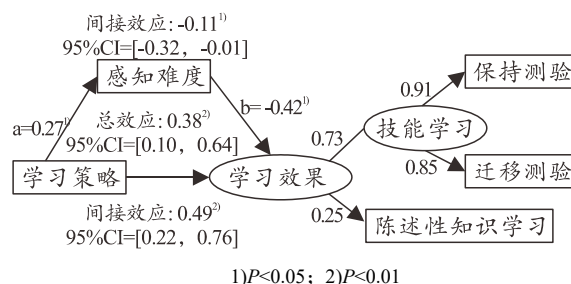 间接效应:-0.11¹⁾
95%CI=[-0.32, -0.01]
感知难度
a=0.27¹⁾
b=-0.42¹⁾
总效应:0.38²⁾
95%CI=[0.10, 0.64]
学习策略
学习效果
间接效应:0.49²⁾
95%CI=[0.22, 0.76]
0.73
技能学习
0.91
保持测验
0.85
迁移测验
0.25
陈述性知识学习
1)P<0.05; 2)P<0.01